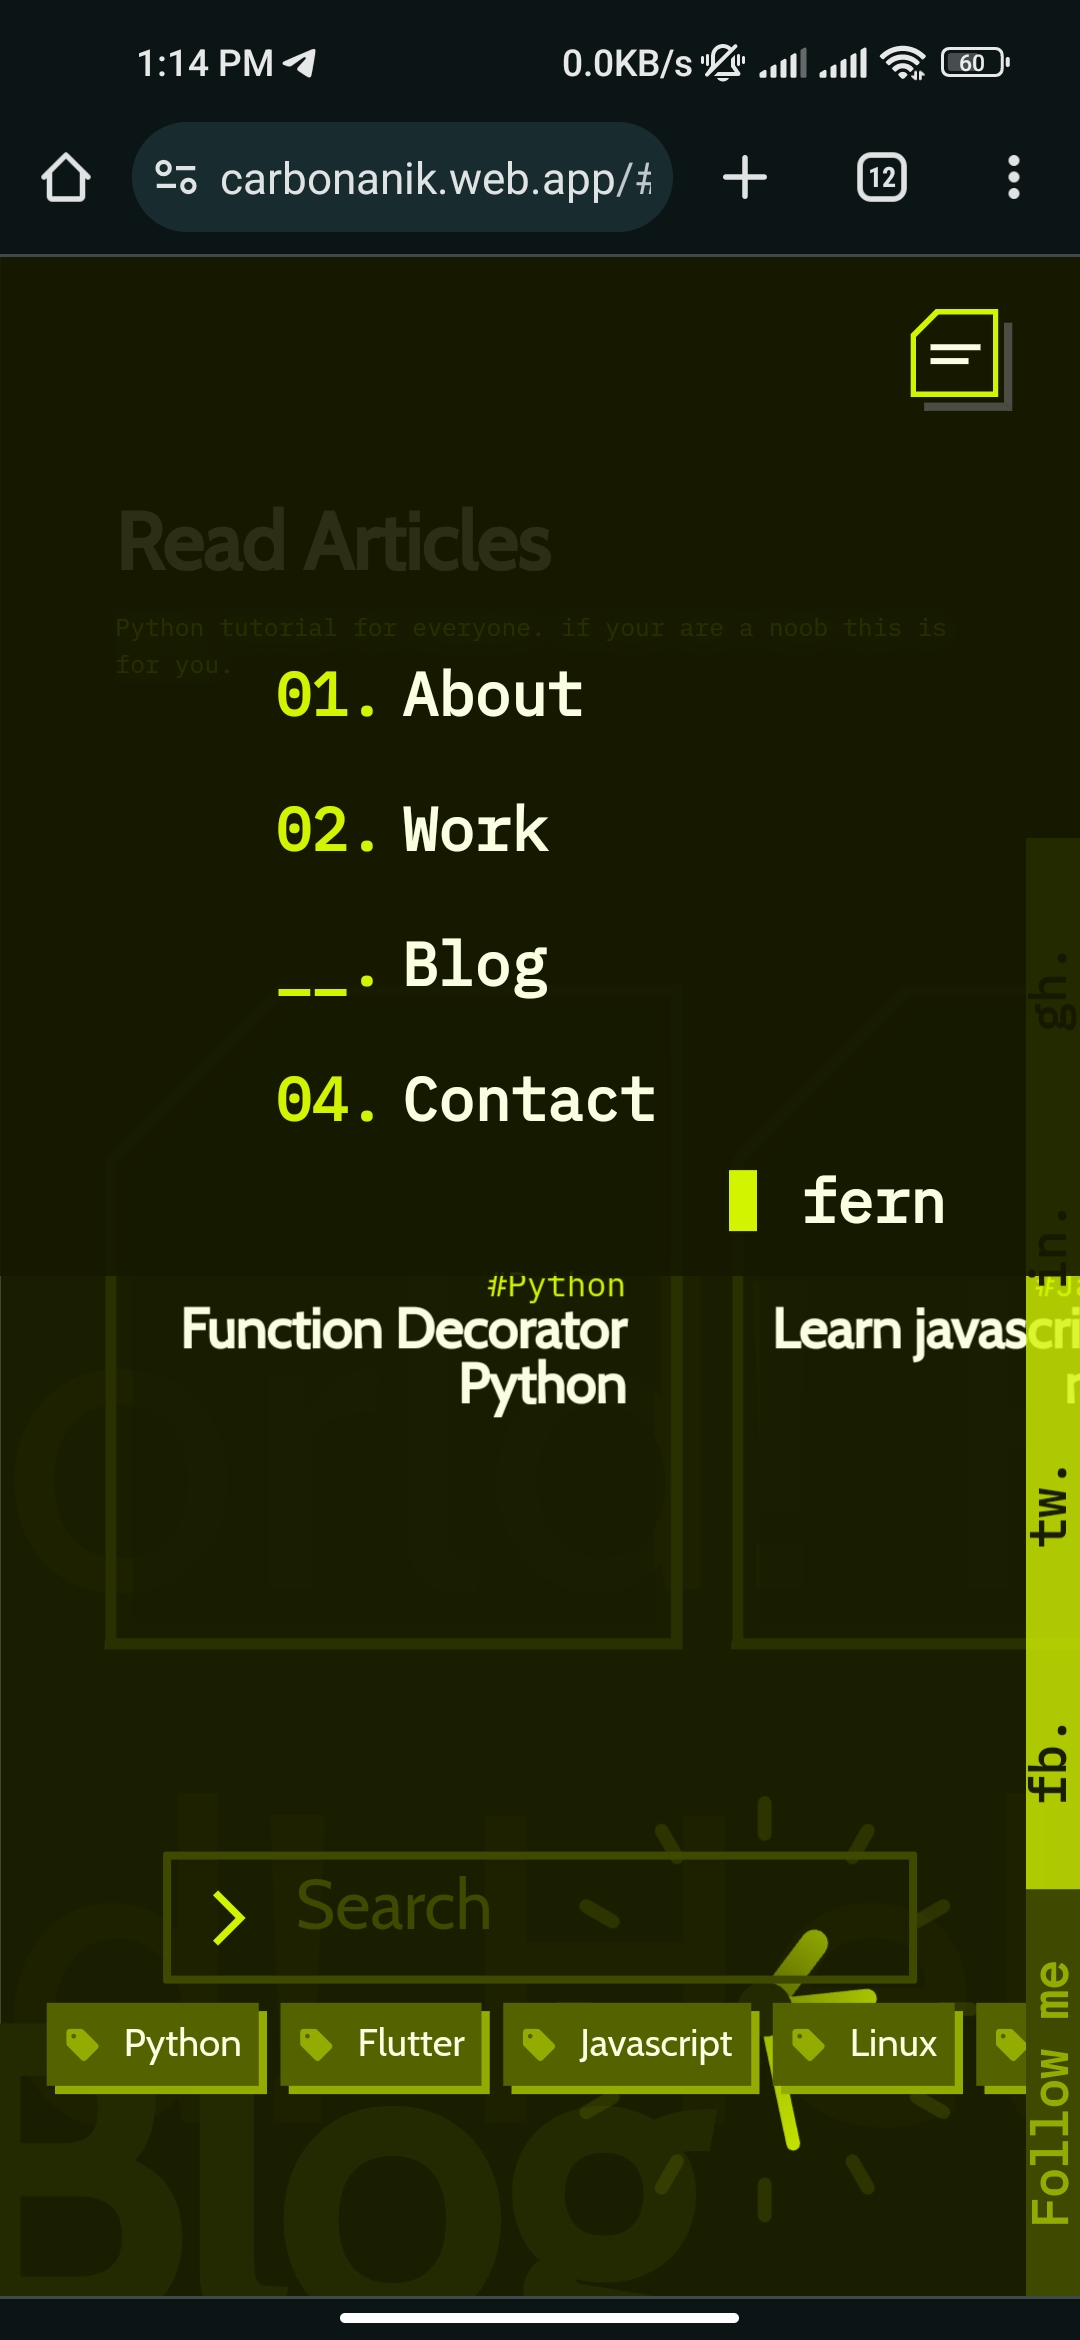 1:14 PM
0.0KB/s
60
carbonanik.web.app/#
12
Read Articles
Python tutorial for everyone. if your are a noob this is
for you.
01. About
02. Work
__. Blog
04. Contact
fern
#Python
Function Decorator
Python
Learn javascri
gh.
in.
tw.
fb.
Follow me
Search
Python
Flutter
Javascript
Linux
Blog